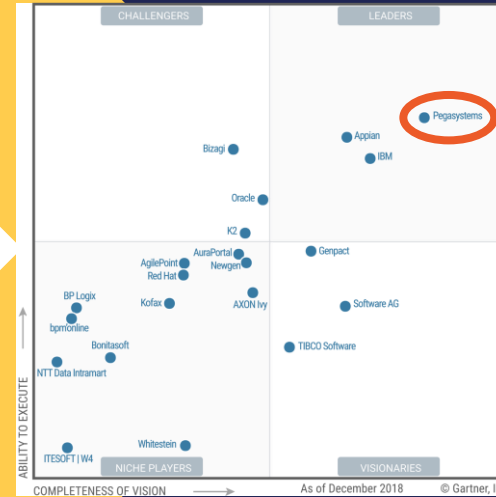 CHALLENGERS
LEADERS
Pegasystems
Appian
Bizagi
IBM
Oracle
K2
AuraPortal
Genpact
AgilePoint
Newgen
Red Hat
BP Logix
Kofax
AXON Ivy
Software AG
bpm'online
Bonitasoft
TIBCO Software
NTT Data Intramart
ABILITY TO EXECUTE
Whitestein
ITESOFT | W4
NICHE PLAYERS
VISIONARIES
COMPLETENESS OF VISION
As of December 2018
© Gartner, I